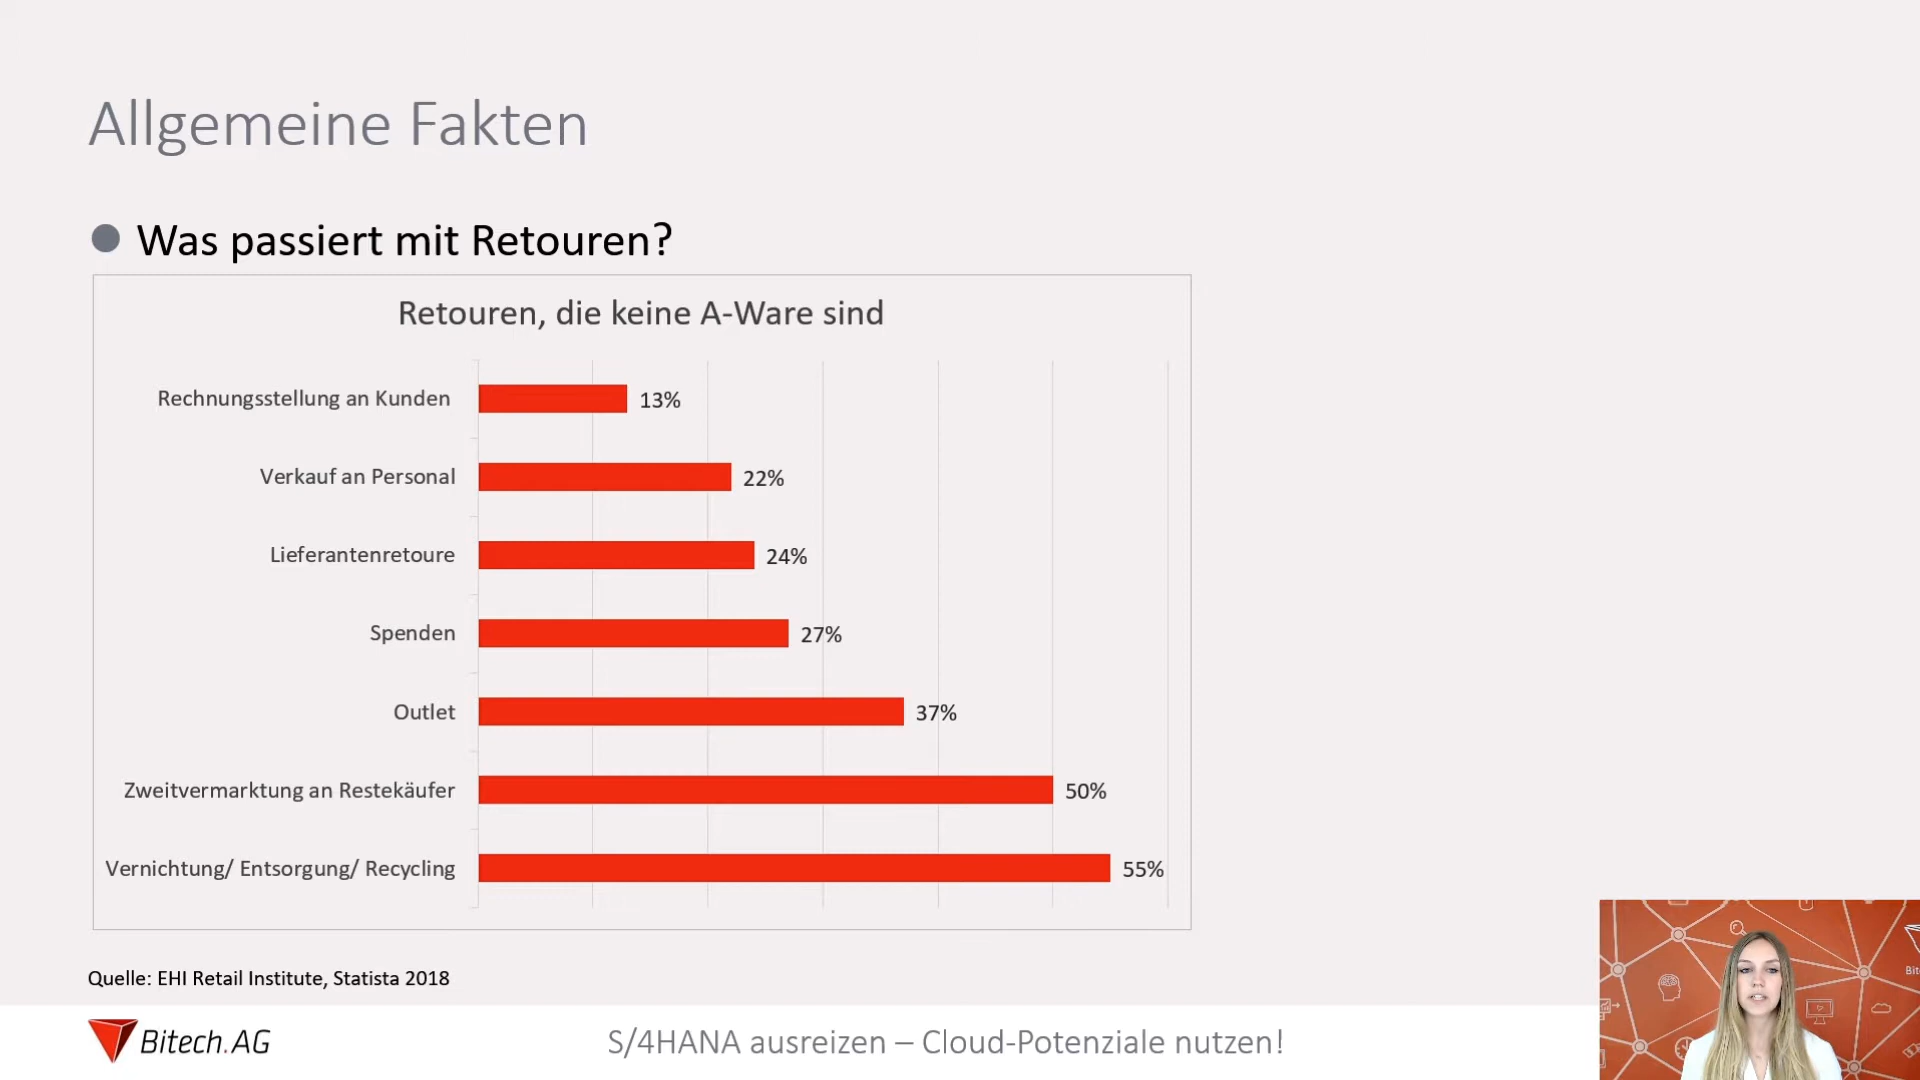 Allgemeine Fakten
Was passiert mit Retouren?
Retouren, die keine A-Ware sind
Rechnungsstellung an Kunden 13%
Verkauf an Personal 22%
Lieferantenretoure 24%
Spenden 27%
Outlet 37%
Zweitvermarktung an Restekäufer 50%
Vernichtung/ Entsorgung/ Recycling 55%
Quelle: EHI Retail Institute, Statista 2018
Bitech.AG
S/4HANA ausreizen – Cloud-Potenziale nutzen!